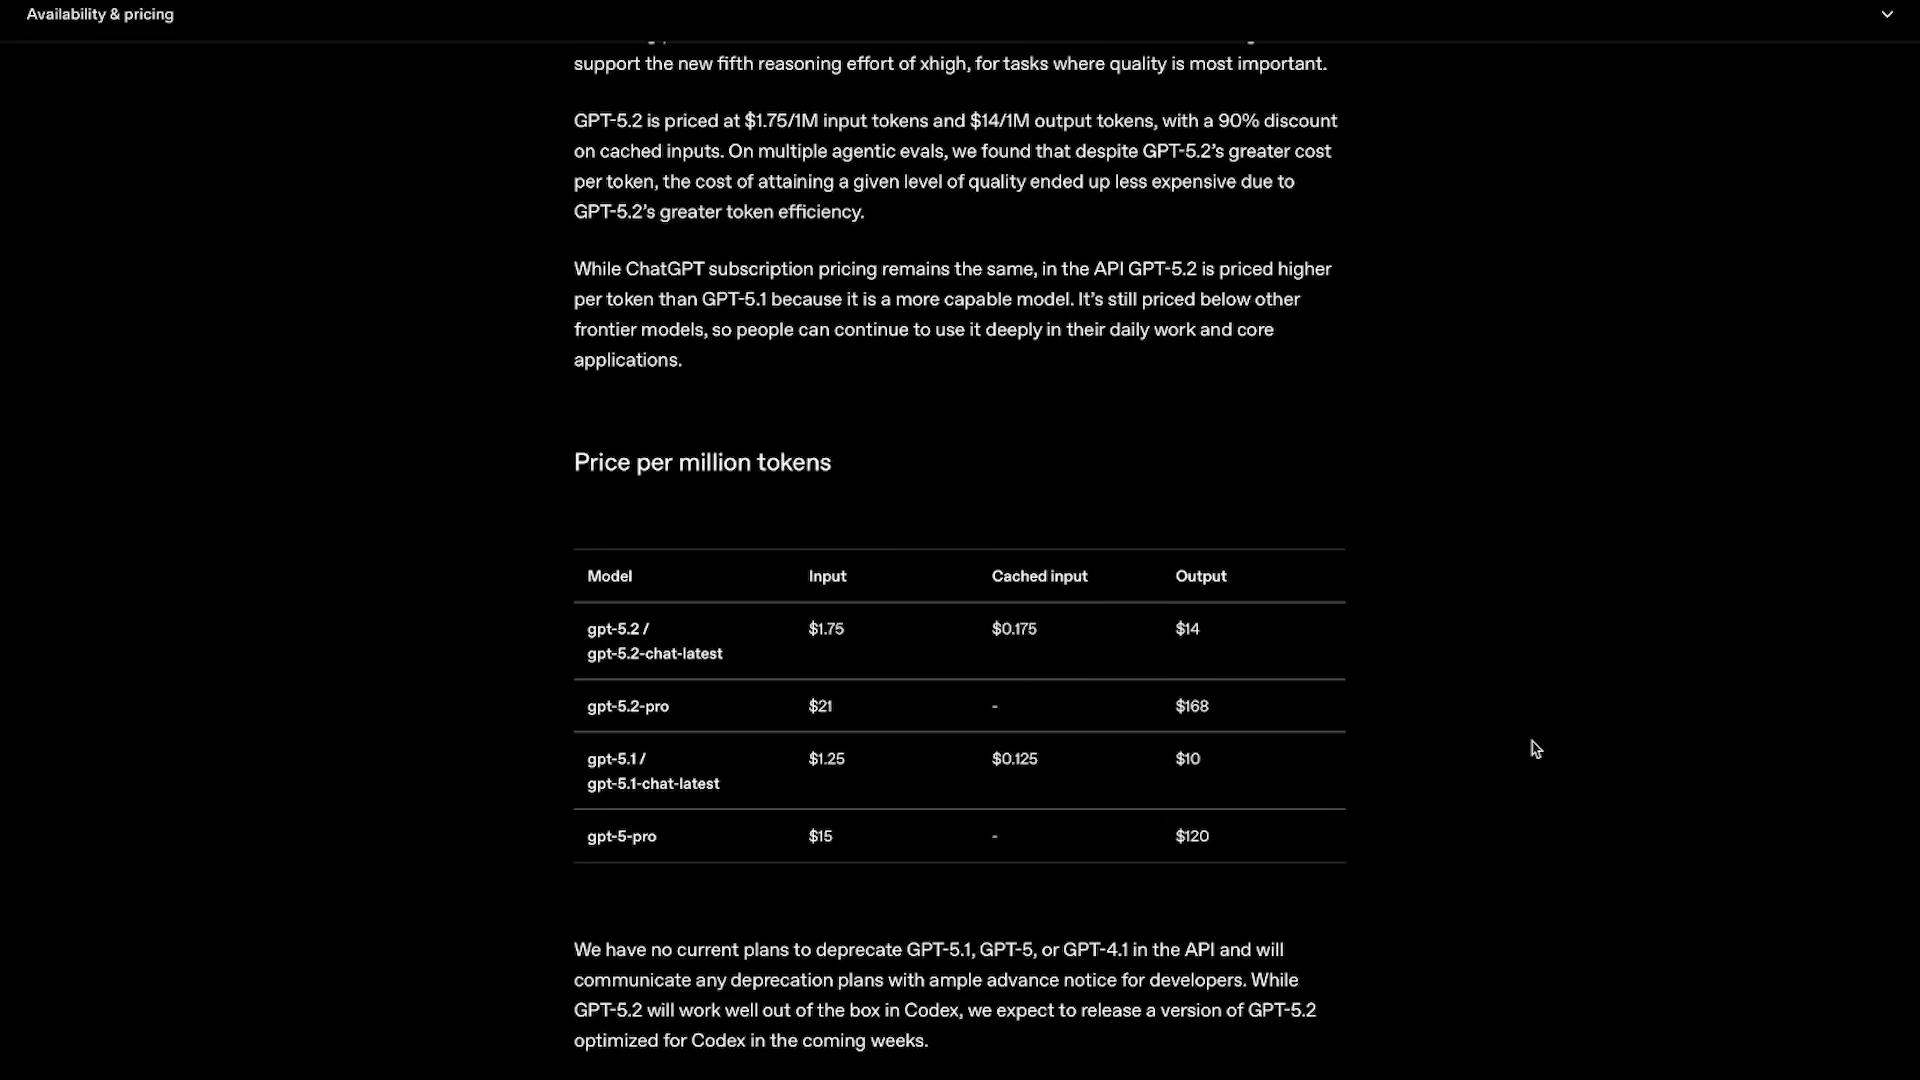 Availability & pricing
support the new fifth reasoning effort of xhigh, for tasks where quality is most important.
GPT-5.2 is priced at $1.75/1M input tokens and $14/1M output tokens, with a 90% discount
on cached inputs. On multiple agentic evals, we found that despite GPT-5.2's greater cost
per token, the cost of attaining a given level of quality ended up less expensive due to
GPT-5.2's greater token efficiency.
While ChatGPT subscription pricing remains the same, in the API GPT-5.2 is priced higher
per token than GPT-5.1 because it is a more capable model. It's still priced below other
frontier models, so people can continue to use it deeply in their daily work and core
applications.
Price per million tokens
Model Input Cached input Output
gpt-5.2 / $1.75 $0.175 $14
gpt-5.2-chat-latest
gpt-5.2-pro $21 - $168
gpt-5.1 / $1.25 $0.125 $10
gpt-5.1-chat-latest
gpt-5-pro $15 - $120
We have no current plans to deprecate GPT-5.1, GPT-5, or GPT-4.1 in the API and will
communicate any deprecation plans with ample advance notice for developers. While
GPT-5.2 will work well out of the box in Codex, we expect to release a version of GPT-5.2
optimized for Codex in the coming weeks.